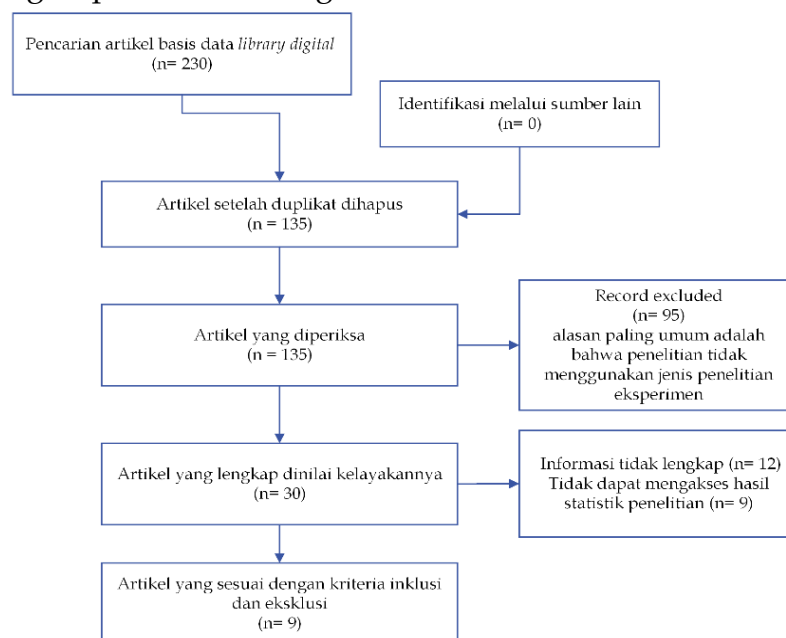 Pencarian artikel basis data library digital
(n= 230)
Identifikasi melalui sumber lain
(n= 0)
Artikel setelah duplikat dihapus
(n = 135)
Artikel yang diperiksa
(n = 135)
Record excluded
(n= 95)
alasan paling umum adalah
bahwa penelitian tidak
menggunakan jenis penelitian
eksperimen
Artikel yang lengkap dinilai kelayakannya
(n= 30)
Informasi tidak lengkap (n= 12)
Tidak dapat mengakses hasil
statistik penelitian (n= 9)
Artikel yang sesuai dengan kriteria inklusi
dan eksklusi
(n= 9)